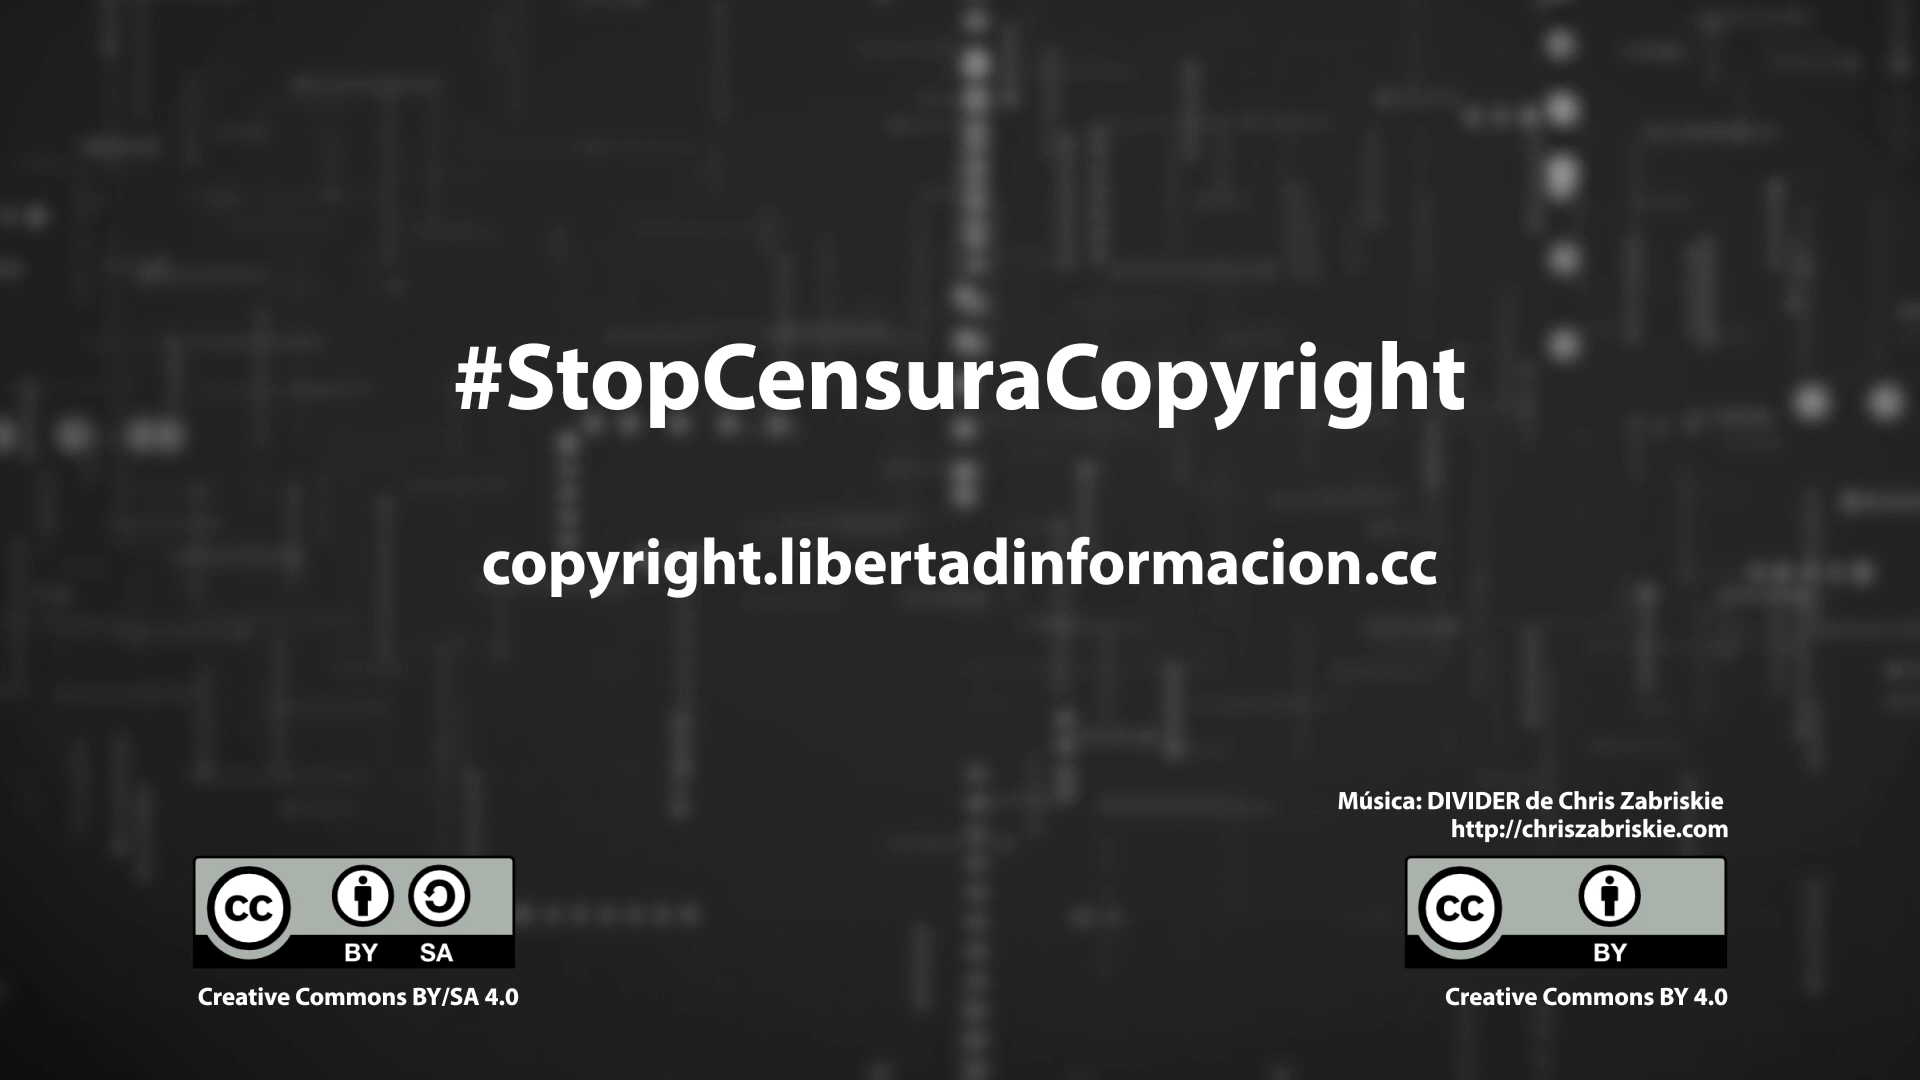 #StopCensuraCopyright
copyright.libertadinformacion.cc
Música: DIVIDER de Chris Zabriskie
http://chriszabriskie.com
CC BY SA
Creative Commons BY/SA 4.0
CC BY
Creative Commons BY 4.0